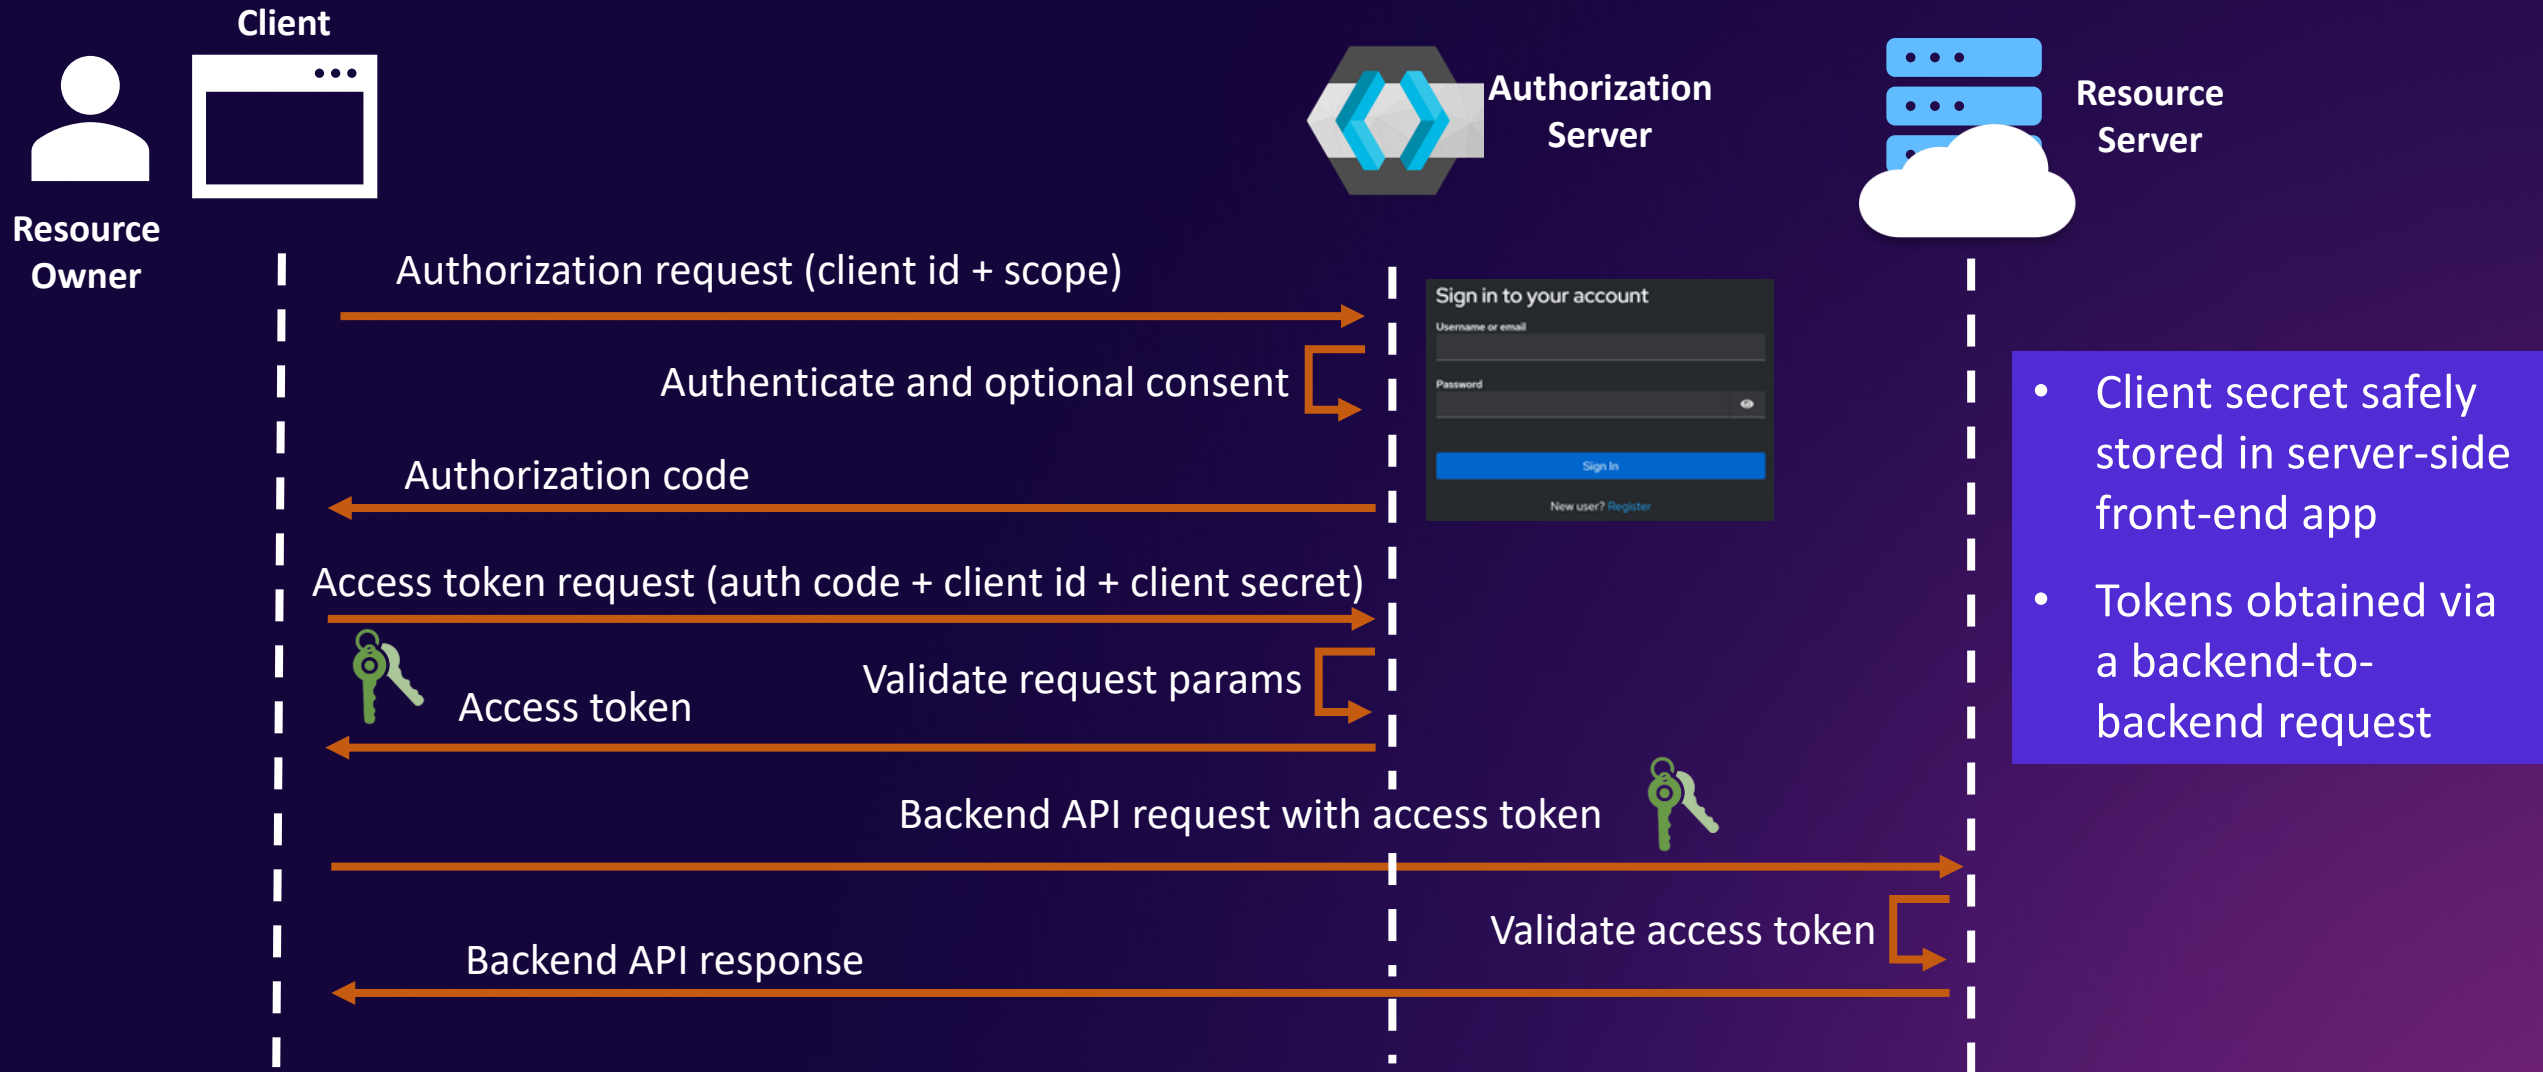 Client
Authorization
Server
Resource
Server
Resource
Owner
Authorization request (client id + scope)
Sign in to your account
Username or email
Password
Sign In
New user? Register
Authenticate and optional consent
Authorization code
Access token request (auth code + client id + client secret)
Validate request params
Access token
Backend API request with access token
Validate access token
Backend API response
• Client secret safely
stored in server-side
front-end app
• Tokens obtained via
a backend-to-
backend request